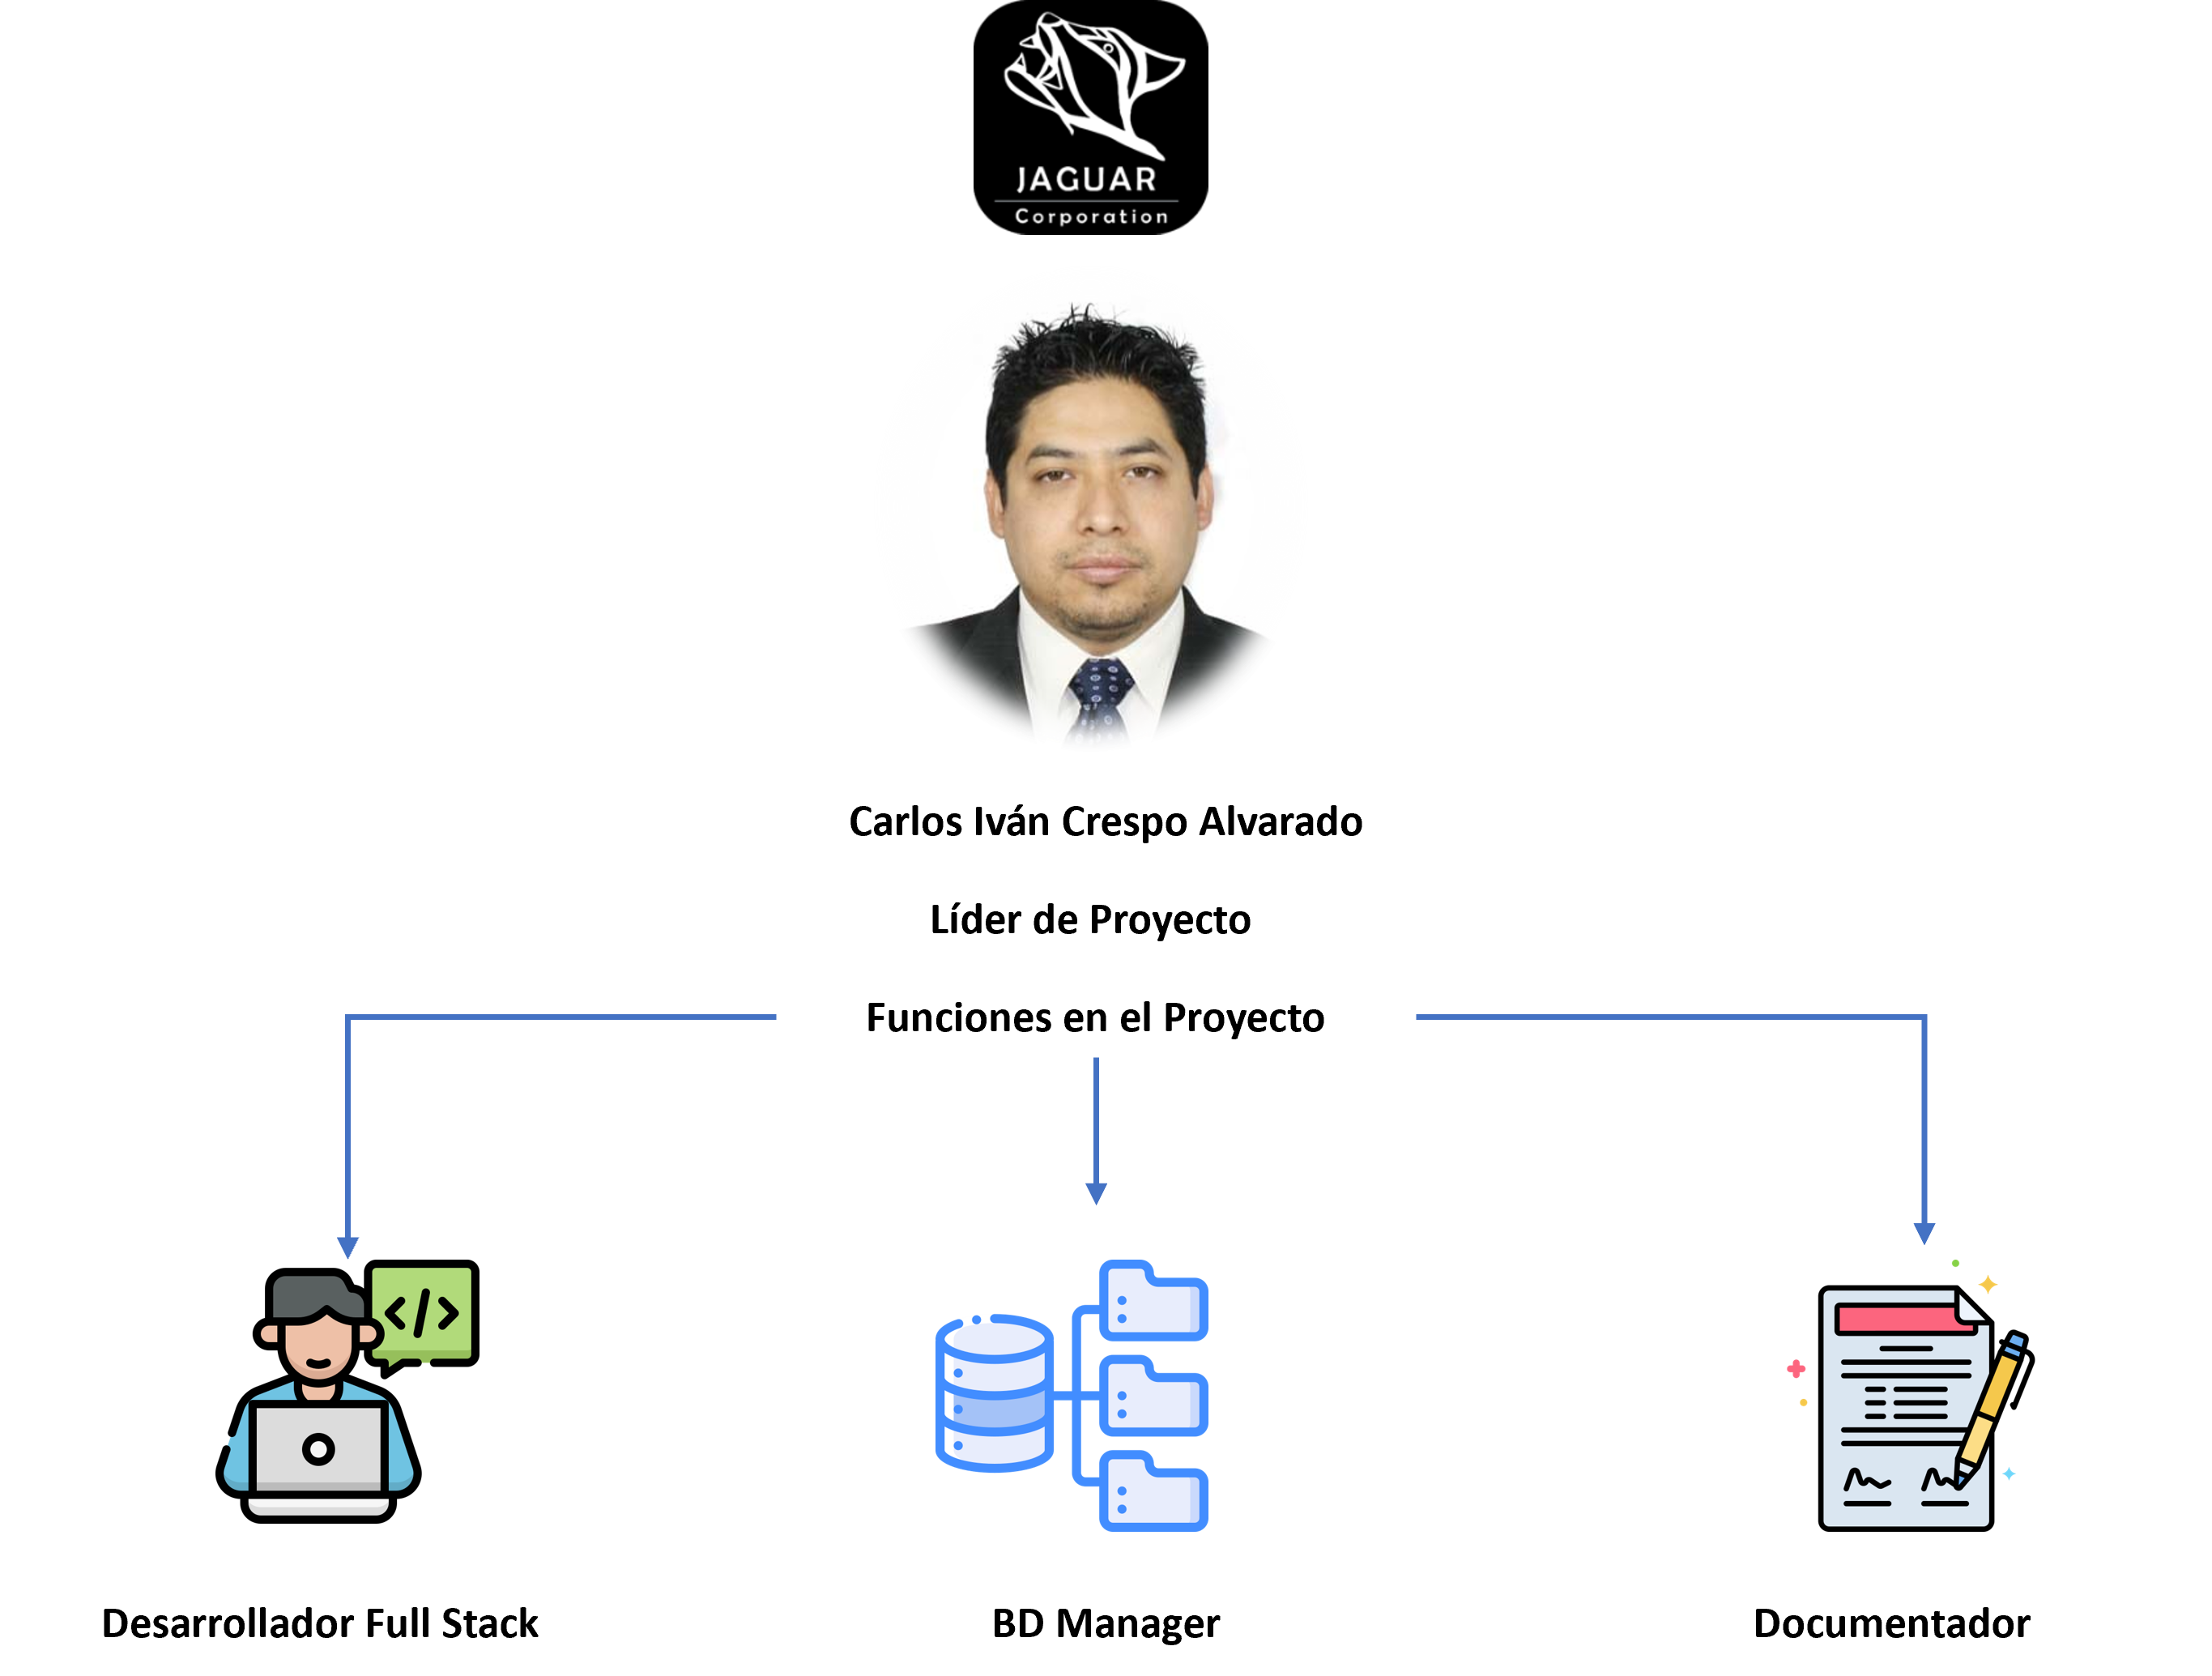 JAGUAR
Corporation
Carlos Iván Crespo Alvarado
Líder de Proyecto
Funciones en el Proyecto
Desarrollador Full Stack
BD Manager
Documentador